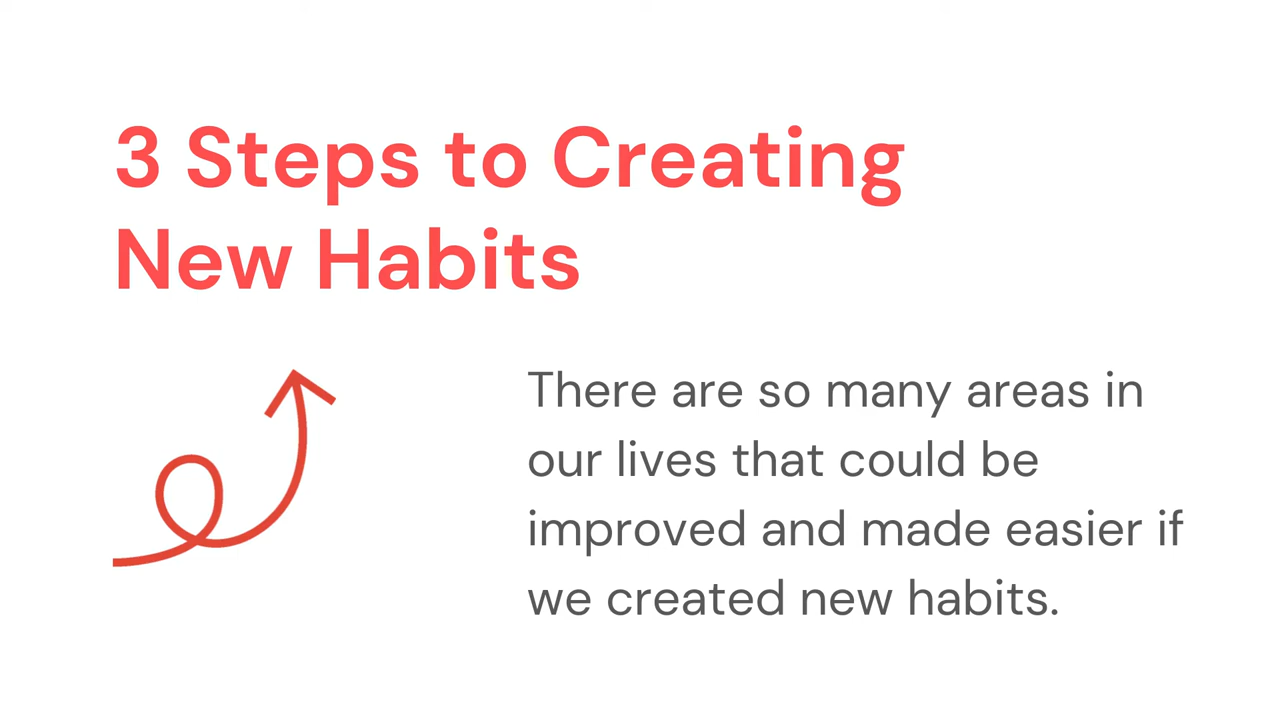 3 Steps to Creating
New Habits
There are so many areas in
our lives that could be
improved and made easier if
we created new habits.